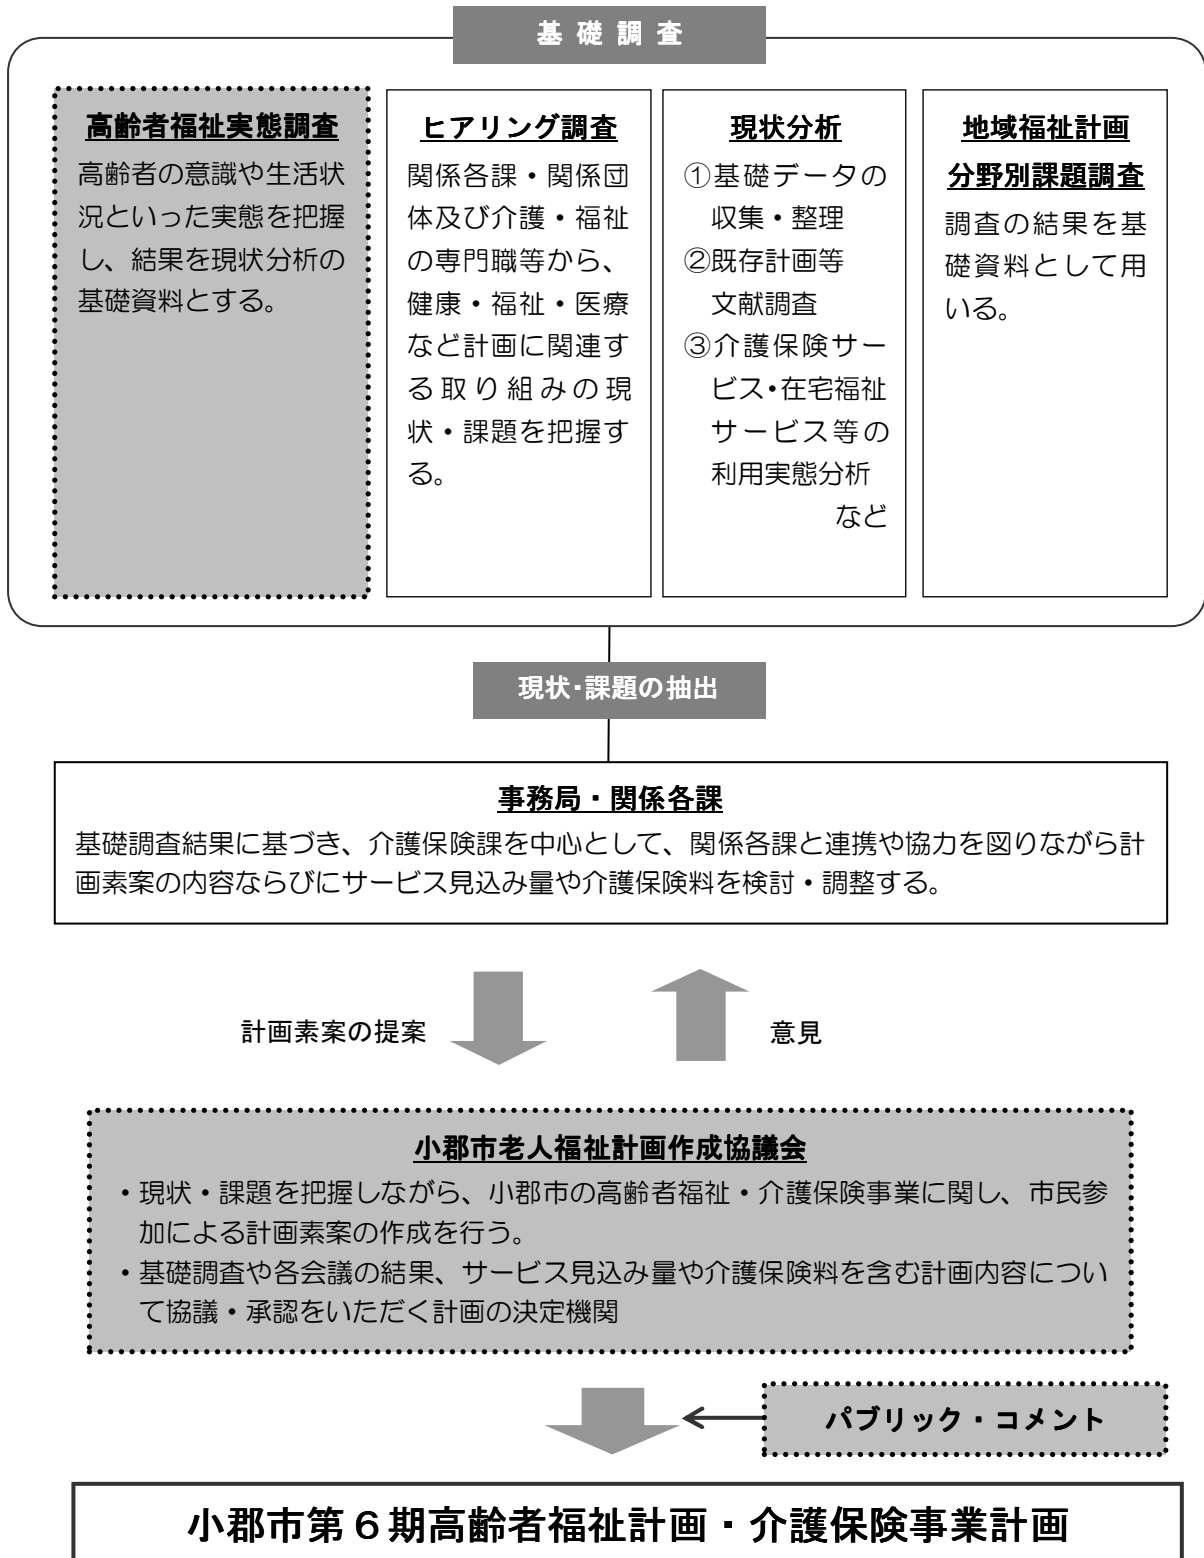 基礎調査
高齢者福祉実態調査
高齢者の意識や生活状
況といった実態を把握
し、結果を現状分析の
基礎資料とする。
ヒアリング調査
関係各課・関係団
体及び介護・福祉
の専門職等から、
健康・福祉・医療
など計画に関連す
る取り組みの現
状・課題を把握す
る。
現状分析
①基礎データの
収集・整理
②既存計画等
文献調査
③介護保険サー
ビス・在宅福祉
サービス等の
利用実態分析
など
地域福祉計画
分野別課題調査
調査の結果を基
礎資料として用
いる。
現状・課題の抽出
事務局・関係各課
基礎調査結果に基づき、介護保険課を中心として、関係各課と連携や協力を図りながら計
画素案の内容ならびにサービス見込み量や介護保険料を検討・調整する。
計画素案の提案
意見
小郡市老人福祉計画作成協議会
・現状・課題を把握しながら、小郡市の高齢者福祉・介護保険事業に関し、市民参
加による計画素案の作成を行う。
・基礎調査や各会議の結果、サービス見込み量や介護保険料を含む計画内容につい
て協議・承認をいただく計画の決定機関
パブリック・コメント
小郡市第６期高齢者福祉計画・介護保険事業計画